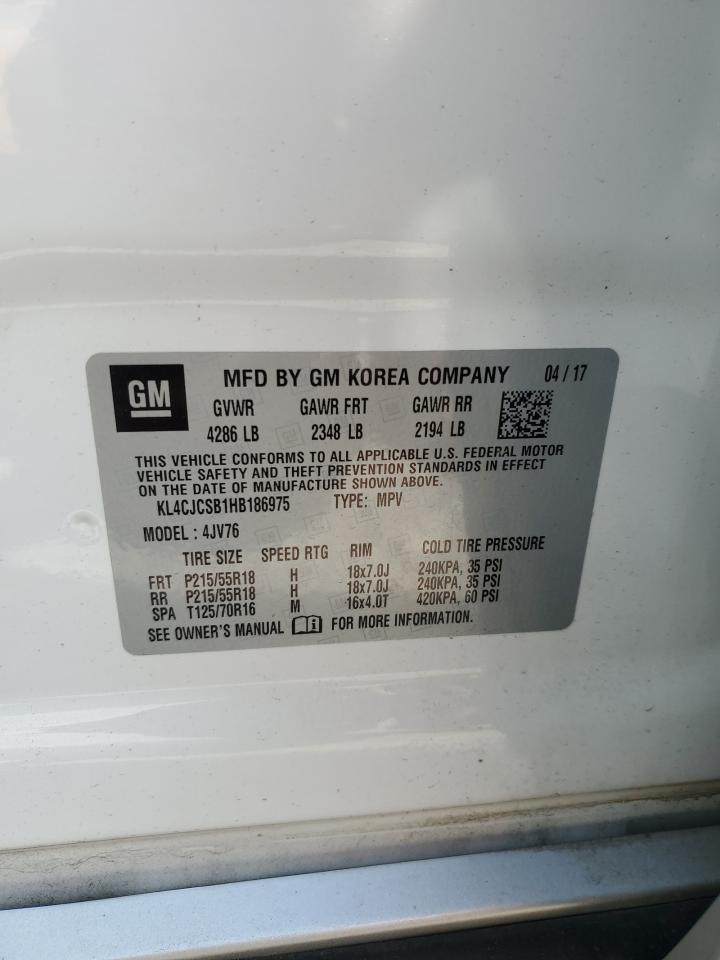 GM MFD BY GM KOREA COMPANY 04 / 17
GVWR GAWR FRT GAWR RR
4286 LB 2348 LB 2194 LB
THIS VEHICLE CONFORMS TO ALL APPLICABLE U.S. FEDERAL MOTOR
VEHICLE SAFETY AND THEFT PREVENTION STANDARDS IN EFFECT
ON THE DATE OF MANUFACTURE SHOWN ABOVE.
KL4CJCSB1HB186975 TYPE: MPV
MODEL : 4JV76
TIRE SIZE SPEED RTG RIM COLD TIRE PRESSURE
FRT P215/55R18 H 18x7.0J 240KPA, 35 PSI
RR P215/55R18 H 18x7.0J 240KPA, 35 PSI
SPA T125/70R16 M 16x4.0T 420KPA, 60 PSI
SEE OWNER'S MANUAL i FOR MORE INFORMATION.